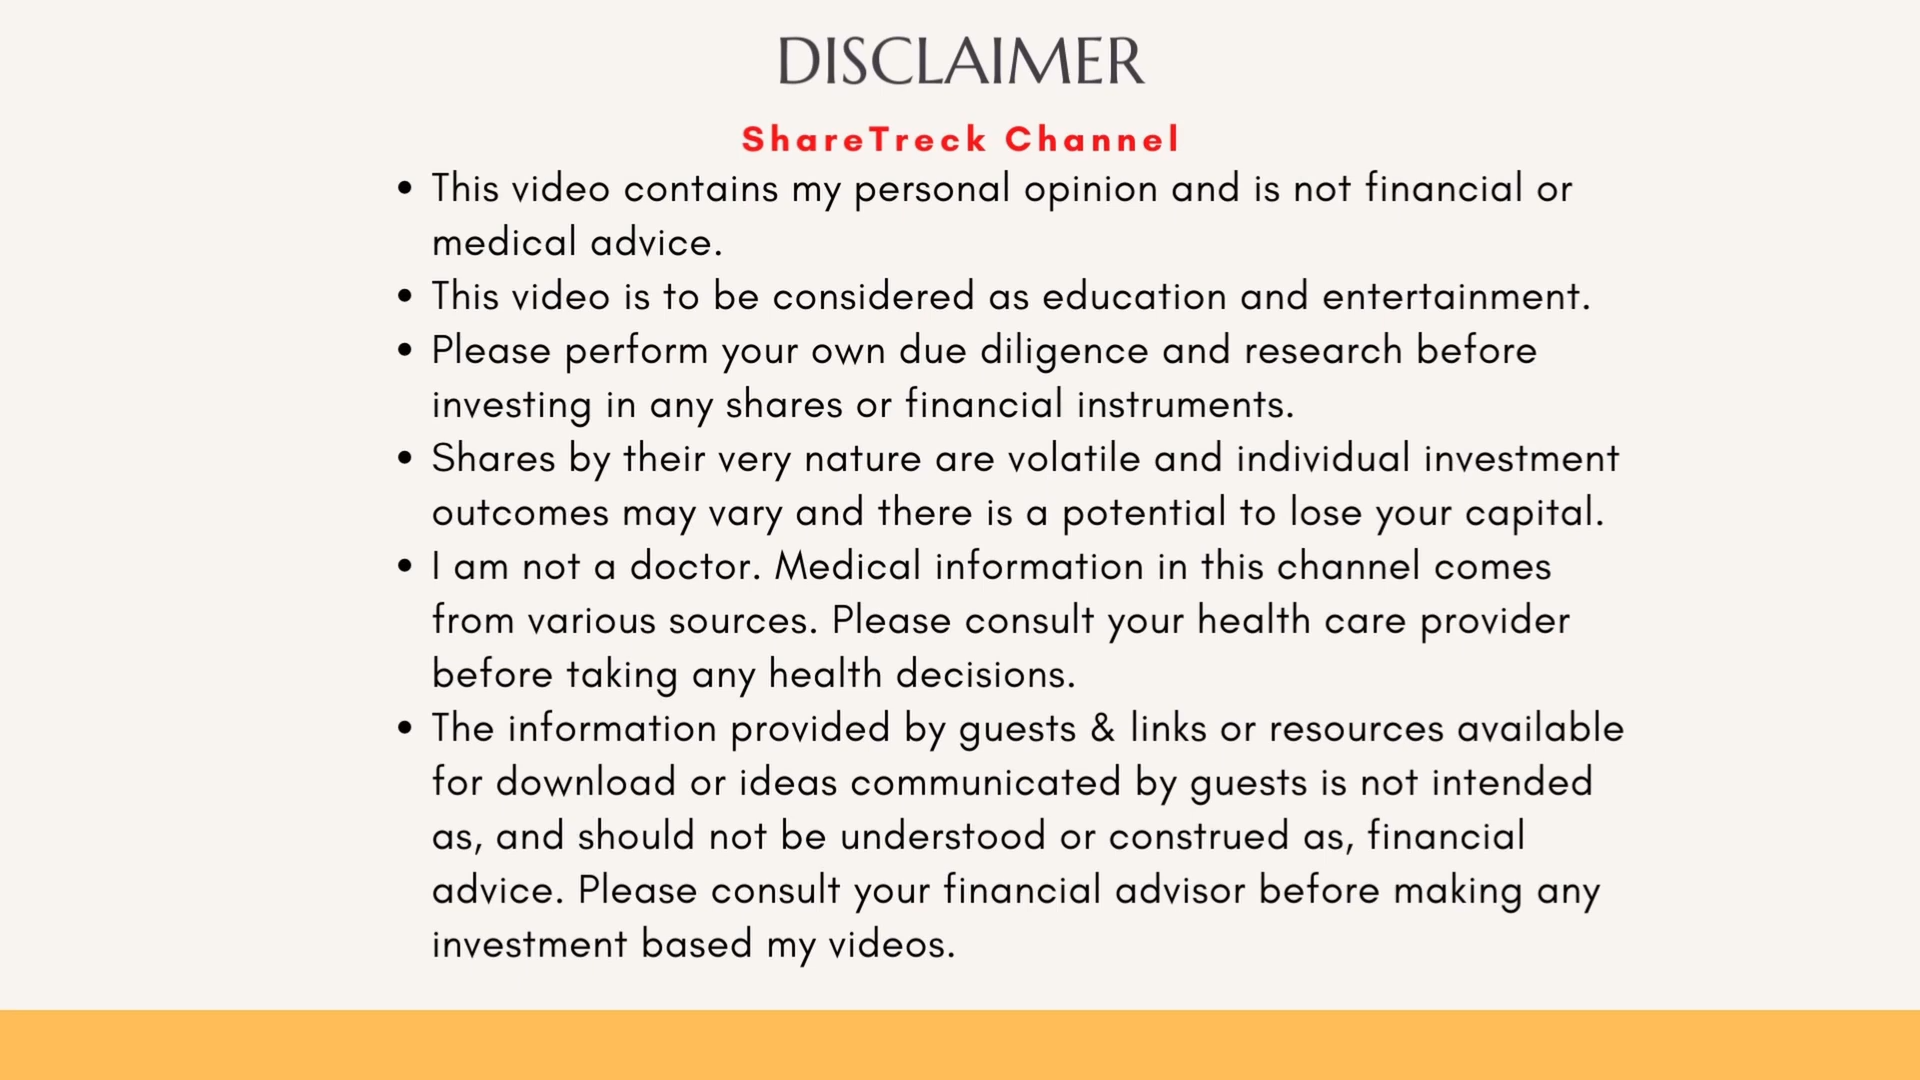 DISCLAIMER
ShareTreck Channel
• This video contains my personal opinion and is not financial or
medical advice.
• This video is to be considered as education and entertainment.
• Please perform your own due diligence and research before
investing in any shares or financial instruments.
• Shares by their very nature are volatile and individual investment
outcomes may vary and there is a potential to lose your capital.
• I am not a doctor. Medical information in this channel comes
from various sources. Please consult your health care provider
before taking any health decisions.
• The information provided by guests & links or resources available
for download or ideas communicated by guests is not intended
as, and should not be understood or construed as, financial
advice. Please consult your financial advisor before making any
investment based my videos.